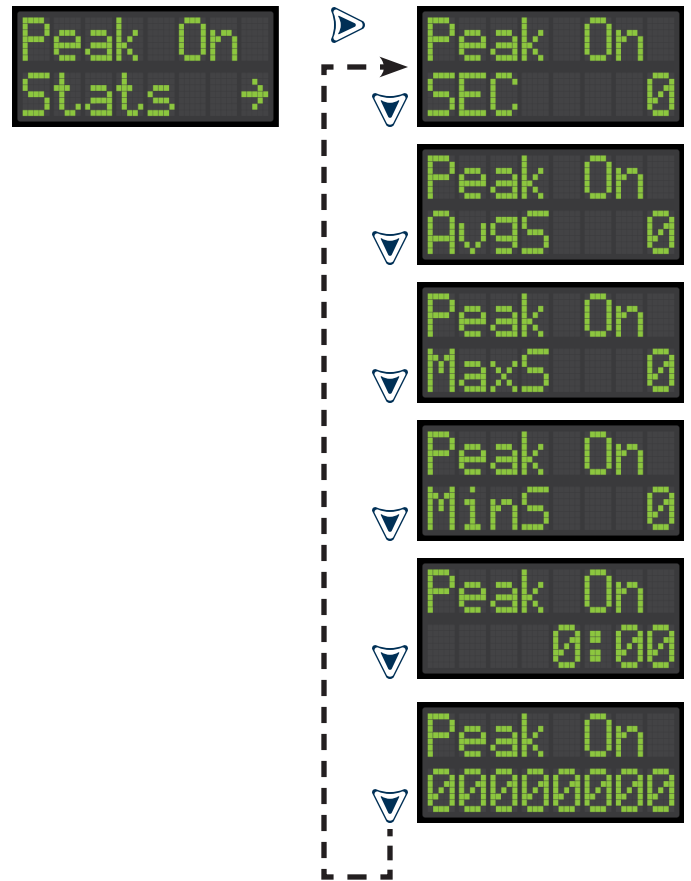 Peak On
Stats →
Peak On
SEC 0
Peak On
AvgS 0
Peak On
MaxS 0
Peak On
MinS 0
Peak On
0:00
Peak On
00000000